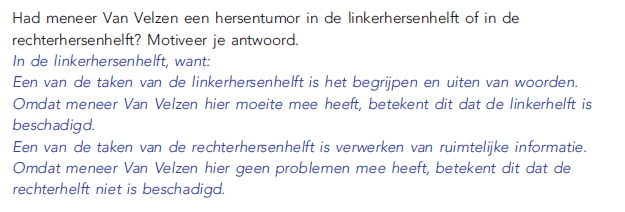 Had meneer Van Velzen een hersentumor in de linkerhersenhelft of in de
rechterhersenhelft? Motiveer je antwoord.
In de linkerhersenhelft, want:
Een van de taken van de linkerhersenhelft is het begrijpen en uiten van woorden.
Omdat meneer Van Velzen hier moeite mee heeft, betekent dit dat de linkerhelft is
beschadigd.
Een van de taken van de rechterhersenhelft is verwerken van ruimtelijke informatie.
Omdat meneer Van Velzen hier geen problemen mee heeft, betekent dit dat de
rechterhelft niet is beschadigd.